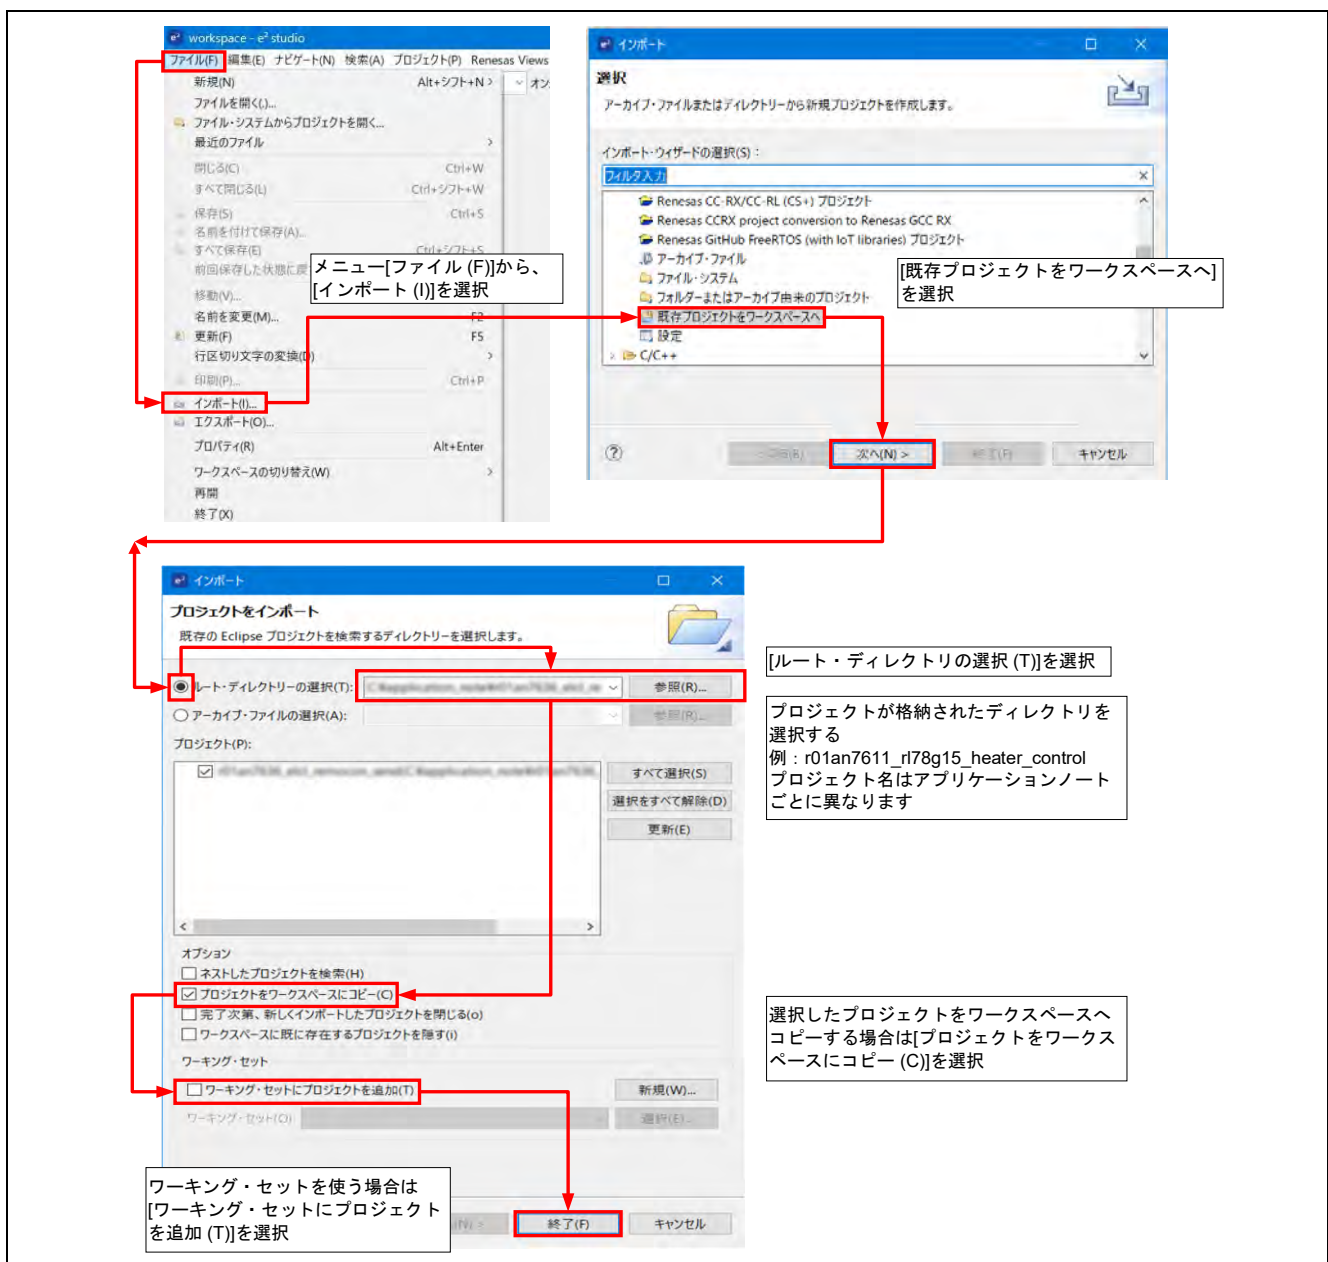 workspace - e² studio
ファイル(F) 編集(E) ナビゲート(N) 検索(A) プロジェクト(P) Renesas Views
新規(N) Alt+シフト+N >
オン
ファイルを開く(.)...
ファイル・システムからプロジェクトを開く...
最近のファイル >
閉じる(C) Ctrl+W
すべて閉じる(L) Ctrl+シフト+W
保存(S) Ctrl+S
名前を付けて保存(A)...
すべて保存(E) Ctrl+シフト+S
前回保存した状態に戻
移動(V)...
名前を変更(M)... F2
更新(F) F5
行区切り文字の変換(D) >
印刷(P)... Ctrl+P
インポート(I)...
エクスポート(O)...
プロパティ(R) Alt+Enter
ワークスペースの切り替え(W) >
再開
終了(X)
メニュー[ファイル (F)]から、
[インポート (I)]を選択
インポート
選択
アーカイブ・ファイルまたはディレクトリーから新規プロジェクトを作成します。
インポート・ウィザードの選択(S) :
フィルタ入力
Renesas CC-RX/CC-RL (CS+) プロジェクト
Renesas CCRX project conversion to Renesas GCC RX
Renesas GitHub FreeRTOS (with IoT libraries) プロジェクト
アーカイブ・ファイル
ファイル・システム
フォルダーまたはアーカイブ由来のプロジェクト
既存プロジェクトをワークスペースへ
設定
> C/C++
[既存プロジェクトをワークスペースへ]
を選択
次へ(N) >
終了(F)
キャンセル
インポート
プロジェクトをインポート
既存の Eclipse プロジェクトを検索するディレクトリーを選択します。
ルート・ディレクトリーの選択(T):
参照(R)...
アーカイブ・ファイルの選択(A):
参照(R)...
プロジェクト(P):
すべて選択(S)
選択をすべて解除(D)
更新(E)
オプション
ネストしたプロジェクトを検索(H)
プロジェクトをワークスペースにコピー(C)
完了次第、新しくインポートしたプロジェクトを閉じる(o)
ワークスペースに既に存在するプロジェクトを隠す(i)
ワーキング・セット
ワーキング・セットにプロジェクトを追加(T)
新規(W)...
ワーキング・セット(O):
選択(E)...
終了(F)
キャンセル
[ルート・ディレクトリの選択 (T)]を選択
プロジェクトが格納されたディレクトリを
選択する
例：r01an7611_rl78g15_heater_control
プロジェクト名はアプリケーションノート
ごとに異なります
選択したプロジェクトをワークスペースへ
コピーする場合は[プロジェクトをワークス
ペースにコピー (C)]を選択
ワーキング・セットを使う場合は
[ワーキング・セットにプロジェクト
を追加 (T)]を選択